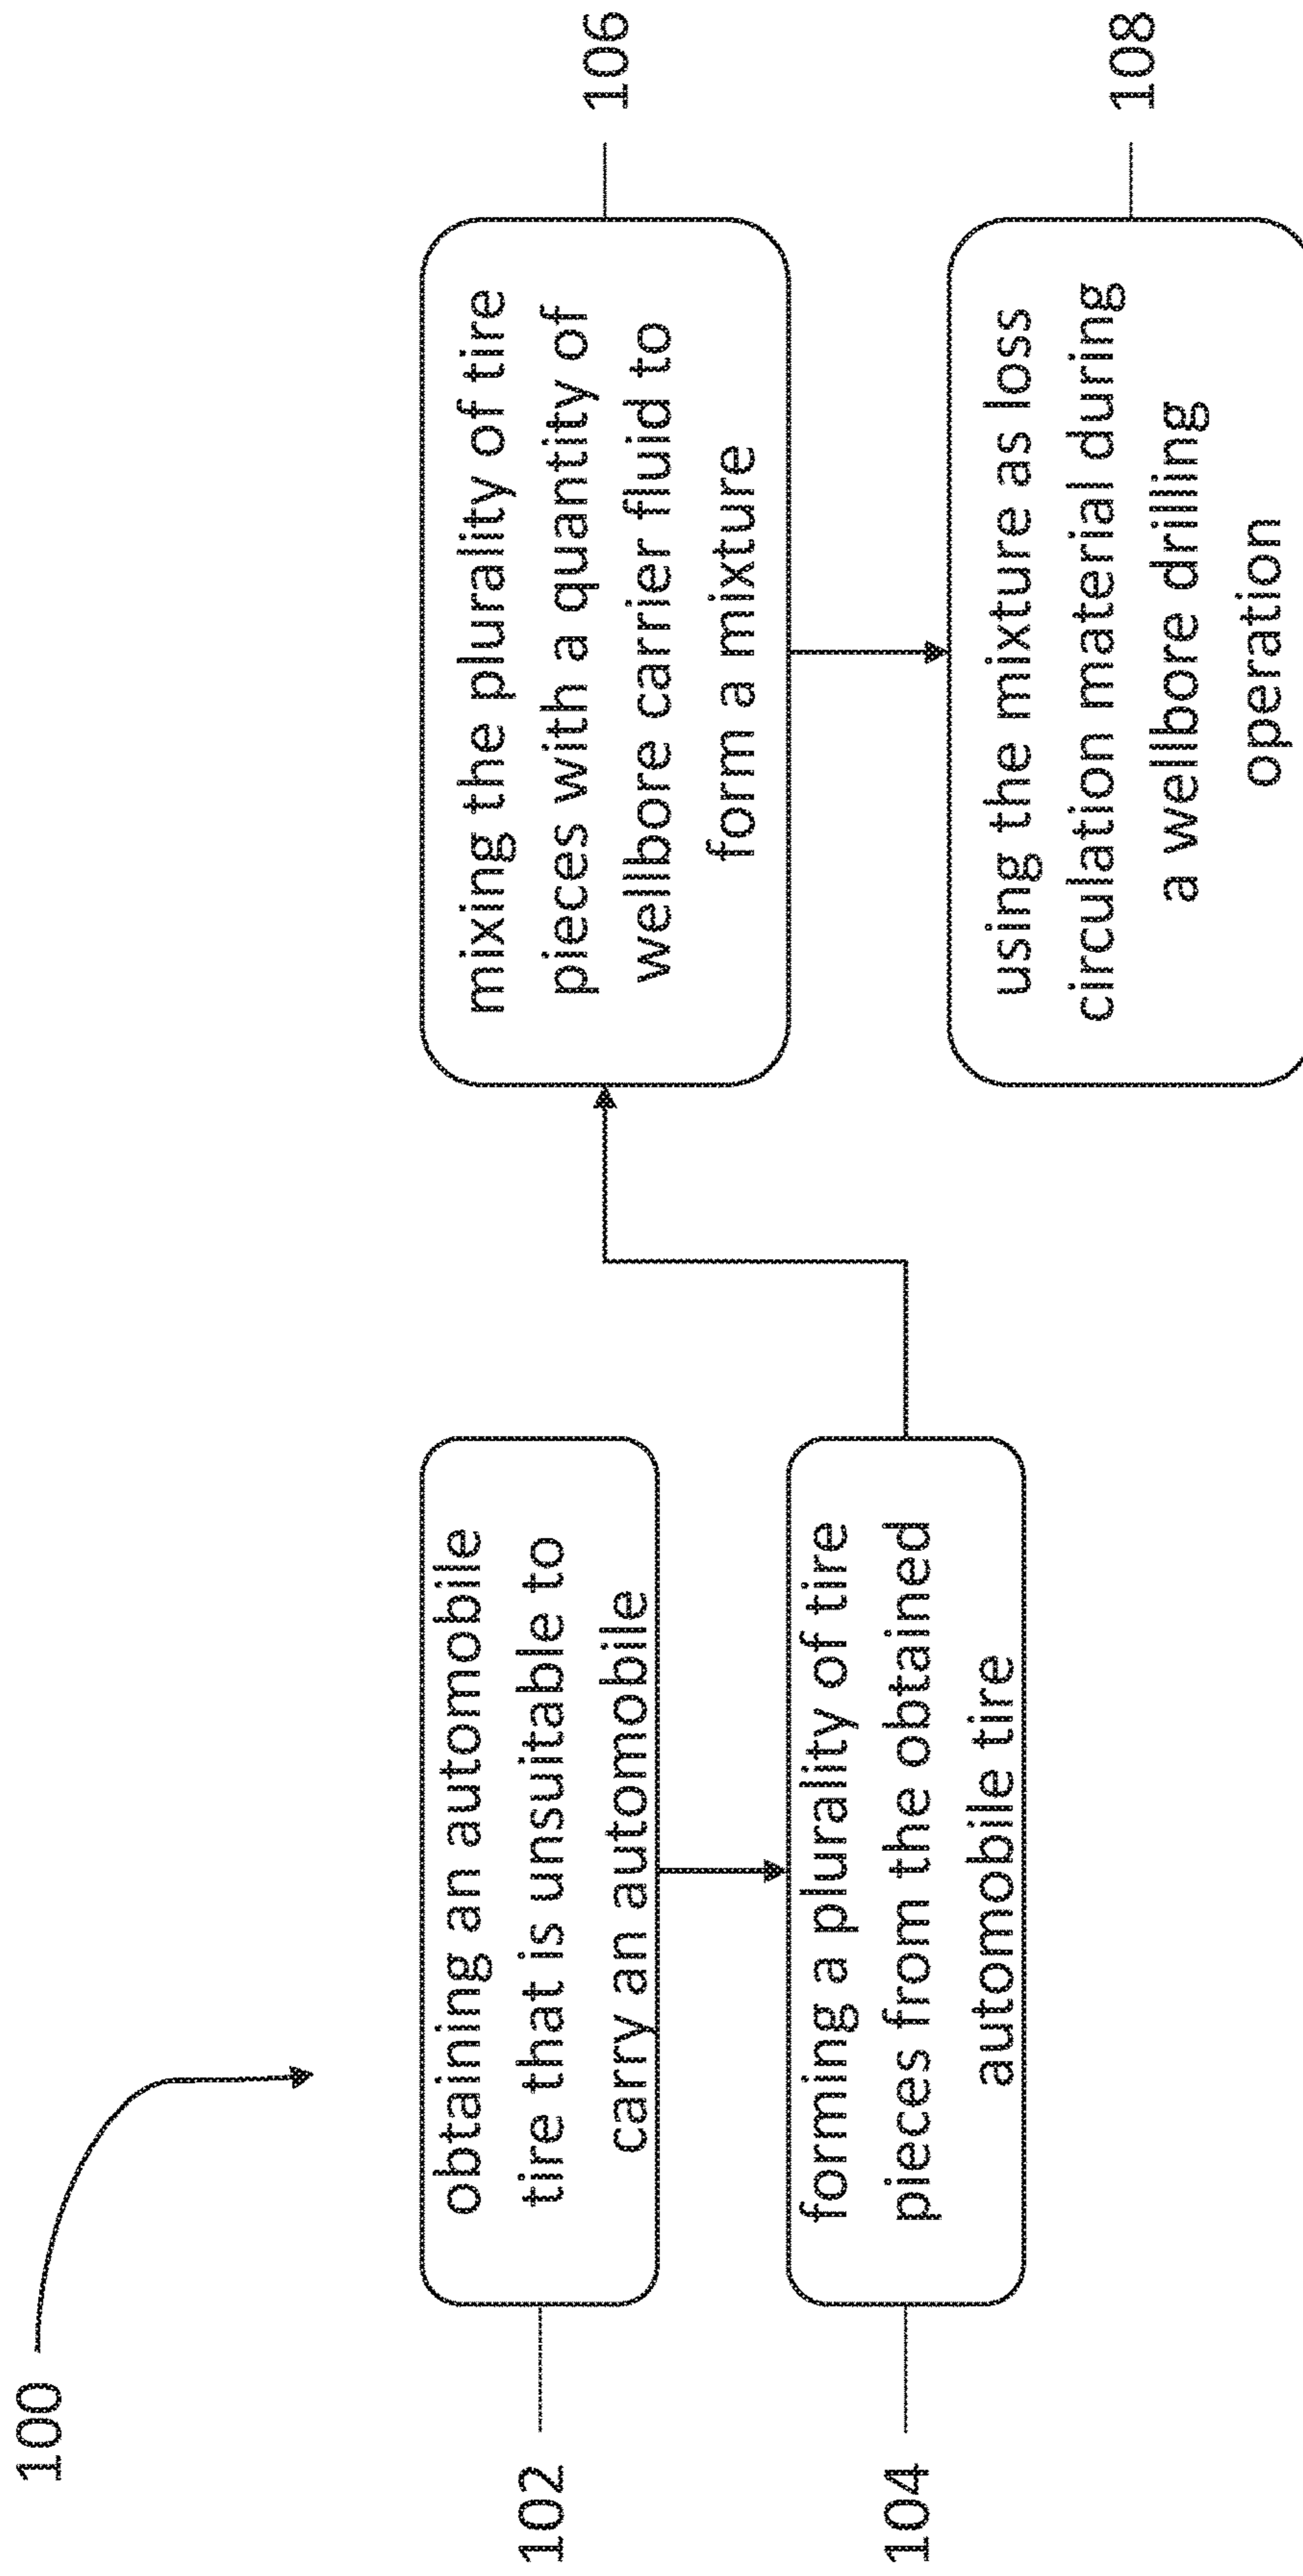 100
102
obtaining an automobile
tire that is unsuitable to
carry an automobile
104
forming a plurality of tire
pieces from the obtained
automobile tire
mixing the plurality of tire
pieces with a quantity of
wellbore carrier fluid to
form a mixture
106
using the mixture as loss
circulation material during
a wellbore drilling
operation
108